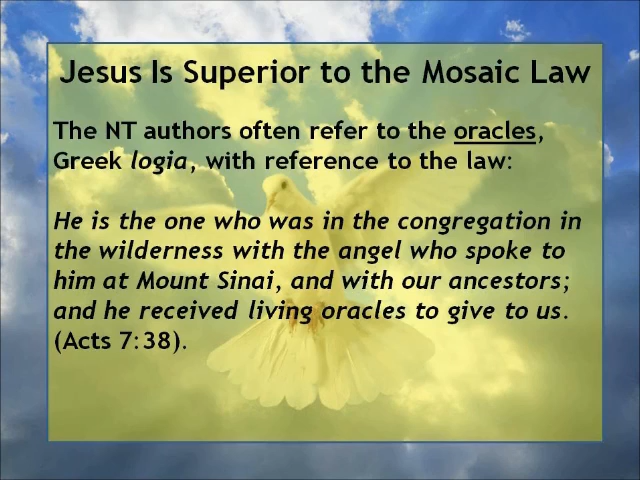 Jesus Is Superior to the Mosaic Law
The NT authors often refer to the oracles,
Greek logia, with reference to the law:
He is the one who was in the congregation in
the wilderness with the angel who spoke to
him at Mount Sinai, and with our ancestors;
and he received living oracles to give to us.
(Acts 7:38).